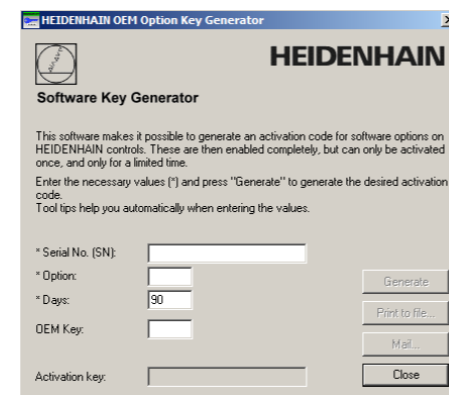 HEIDENHAIN OEM Option Key Generator
HEIDENHAIN
Software Key Generator
This software makes it possible to generate an activation code for software options on
HEIDENHAIN controls. These are then enabled completely, but can only be activated
once, and only for a limited time.
Enter the necessary values (*) and press "Generate" to generate the desired activation
code.
Tool tips help you automatically when entering the values.
* Serial No. (SN):
* Option:
Generate
* Days: 90
Print to file...
OEM Key:
Mail...
Activation key:
Close